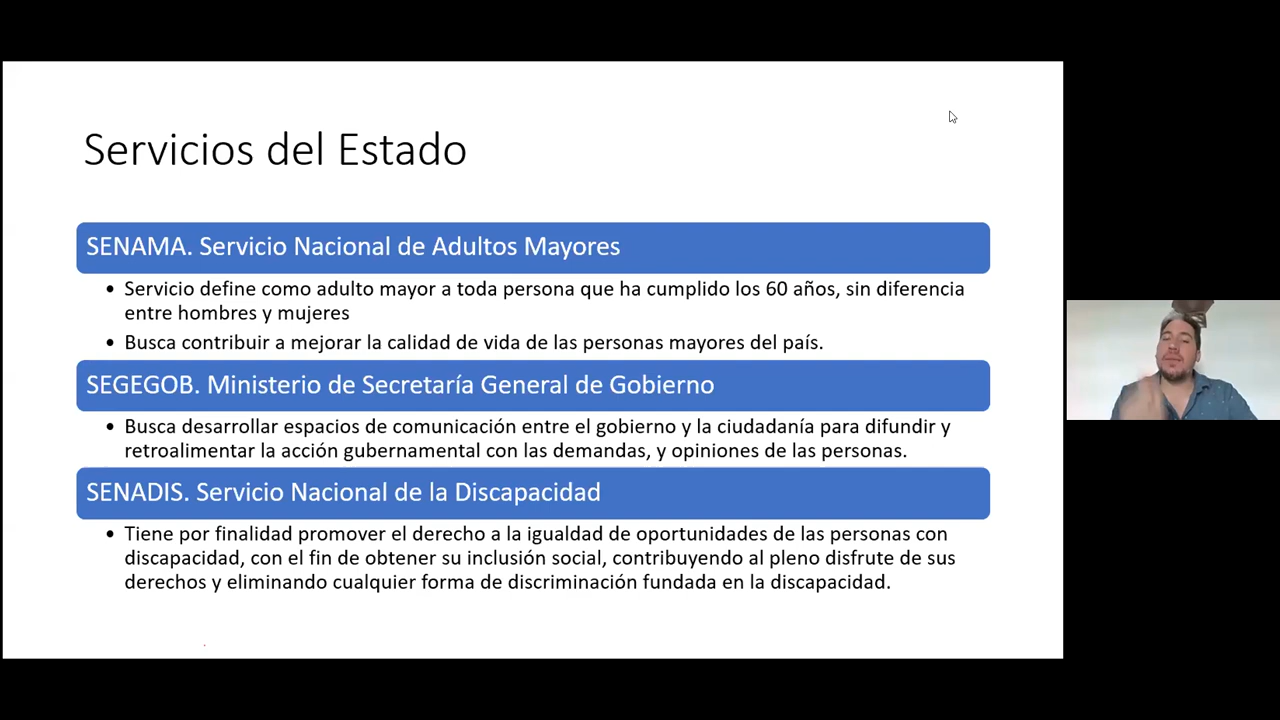 Servicios del Estado
SENAMA. Servicio Nacional de Adultos Mayores
• Servicio define como adulto mayor a toda persona que ha cumplido los 60 años, sin diferencia
entre hombres y mujeres
• Busca contribuir a mejorar la calidad de vida de las personas mayores del país.
SEGEGOB. Ministerio de Secretaría General de Gobierno
• Busca desarrollar espacios de comunicación entre el gobierno y la ciudadanía para difundir y
retroalimentar la acción gubernamental con las demandas, y opiniones de las personas.
SENADIS. Servicio Nacional de la Discapacidad
• Tiene por finalidad promover el derecho a la igualdad de oportunidades de las personas con
discapacidad, con el fin de obtener su inclusión social, contribuyendo al pleno disfrute de sus
derechos y eliminando cualquier forma de discriminación fundada en la discapacidad.